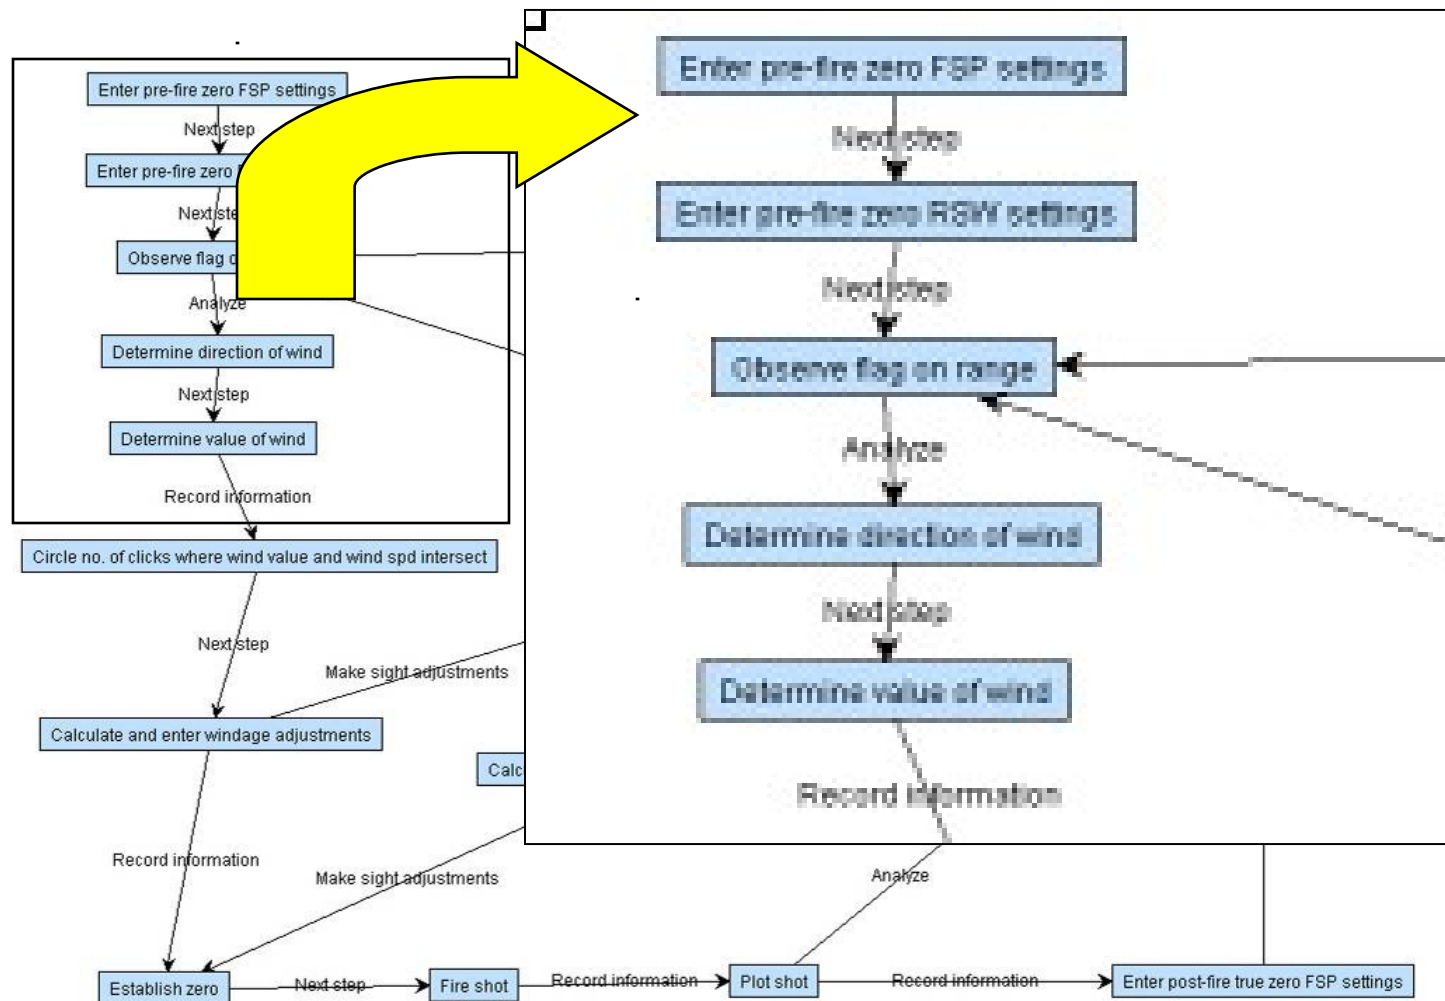 Enter pre-fire zero FSP settings
Next step
Enter pre-fire zero
Next step
Observe flag
Analyze
Determine direction of wind
Next step
Determine value of wind
Record information
Circle no. of clicks where wind value and wind spd intersect
Next step
Make sight adjustments
Calculate and enter windage adjustments
Calc
Record information
Make sight adjustments
Analyze
Establish zero
Next step
Fire shot
Record information
Plot shot
Record information
Enter post-fire true zero FSP settings
Enter pre-fire zero FSP settings
Next step
Enter pre-fire zero RSW settings
Next step
Observe flag on range
Analyze
Determine direction of wind
Next step
Determine value of wind
Record information